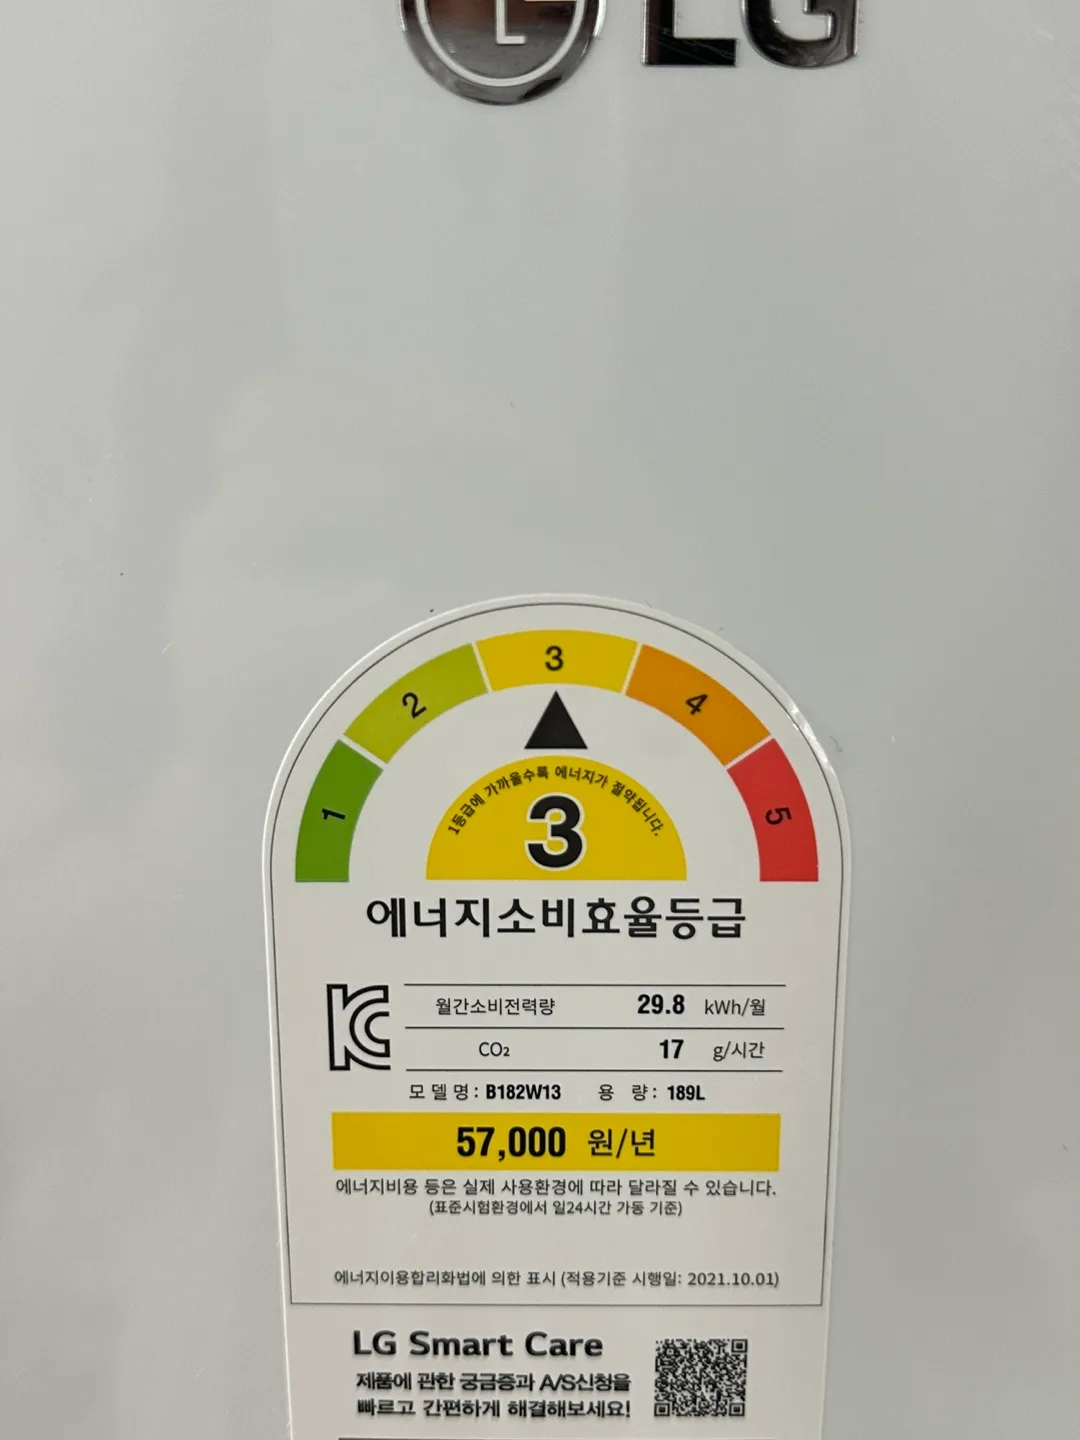 LG
1 2 3 4 5
1등급에 가까울수록 에너지가 절약됩니다.
3
에너지소비효율등급
월간소비전력량 29.8 kWh/월
CO₂ 17 g/시간
모델명: B182W13 용 량: 189L
57,000 원/년
에너지비용 등은 실제 사용환경에 따라 달라질 수 있습니다.
(표준시험환경에서 일24시간 가동 기준)
에너지이용합리화법에 의한 표시 (적용기준 시행일: 2021.10.01)
LG Smart Care
제품에 관한 궁금증과 A/S신청을
빠르고 간편하게 해결해보세요!